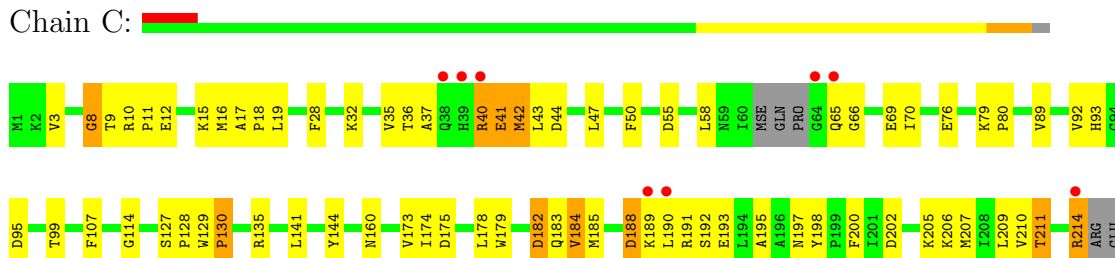 Chain C:
M1 K2 V3 G8 T9 R10 P11 E12 K15 M16 A17 P18 L19 F28 K32 V35 T36 A37 Q38 H39 R40 E41 M42 L43 D44 L47 F50 D55 L58 N59 I60 MSE GLN PRO G64 Q65 G66 E69 I70 E76 K79 P80 V89 V92 H93 G94
D95 T99 F107 G114 S127 P128 W129 P130 R135 L141 Y144 N160 V173 I174 D175 L178 W179 D182 Q183 V184 M185 D188 K189 L190 R191 S192 E193 L194 A195 A196 N197 Y198 P199 F200 I201 D202 K205 K206 M207 I208 L209 V210 T211 R214 ARG GLU